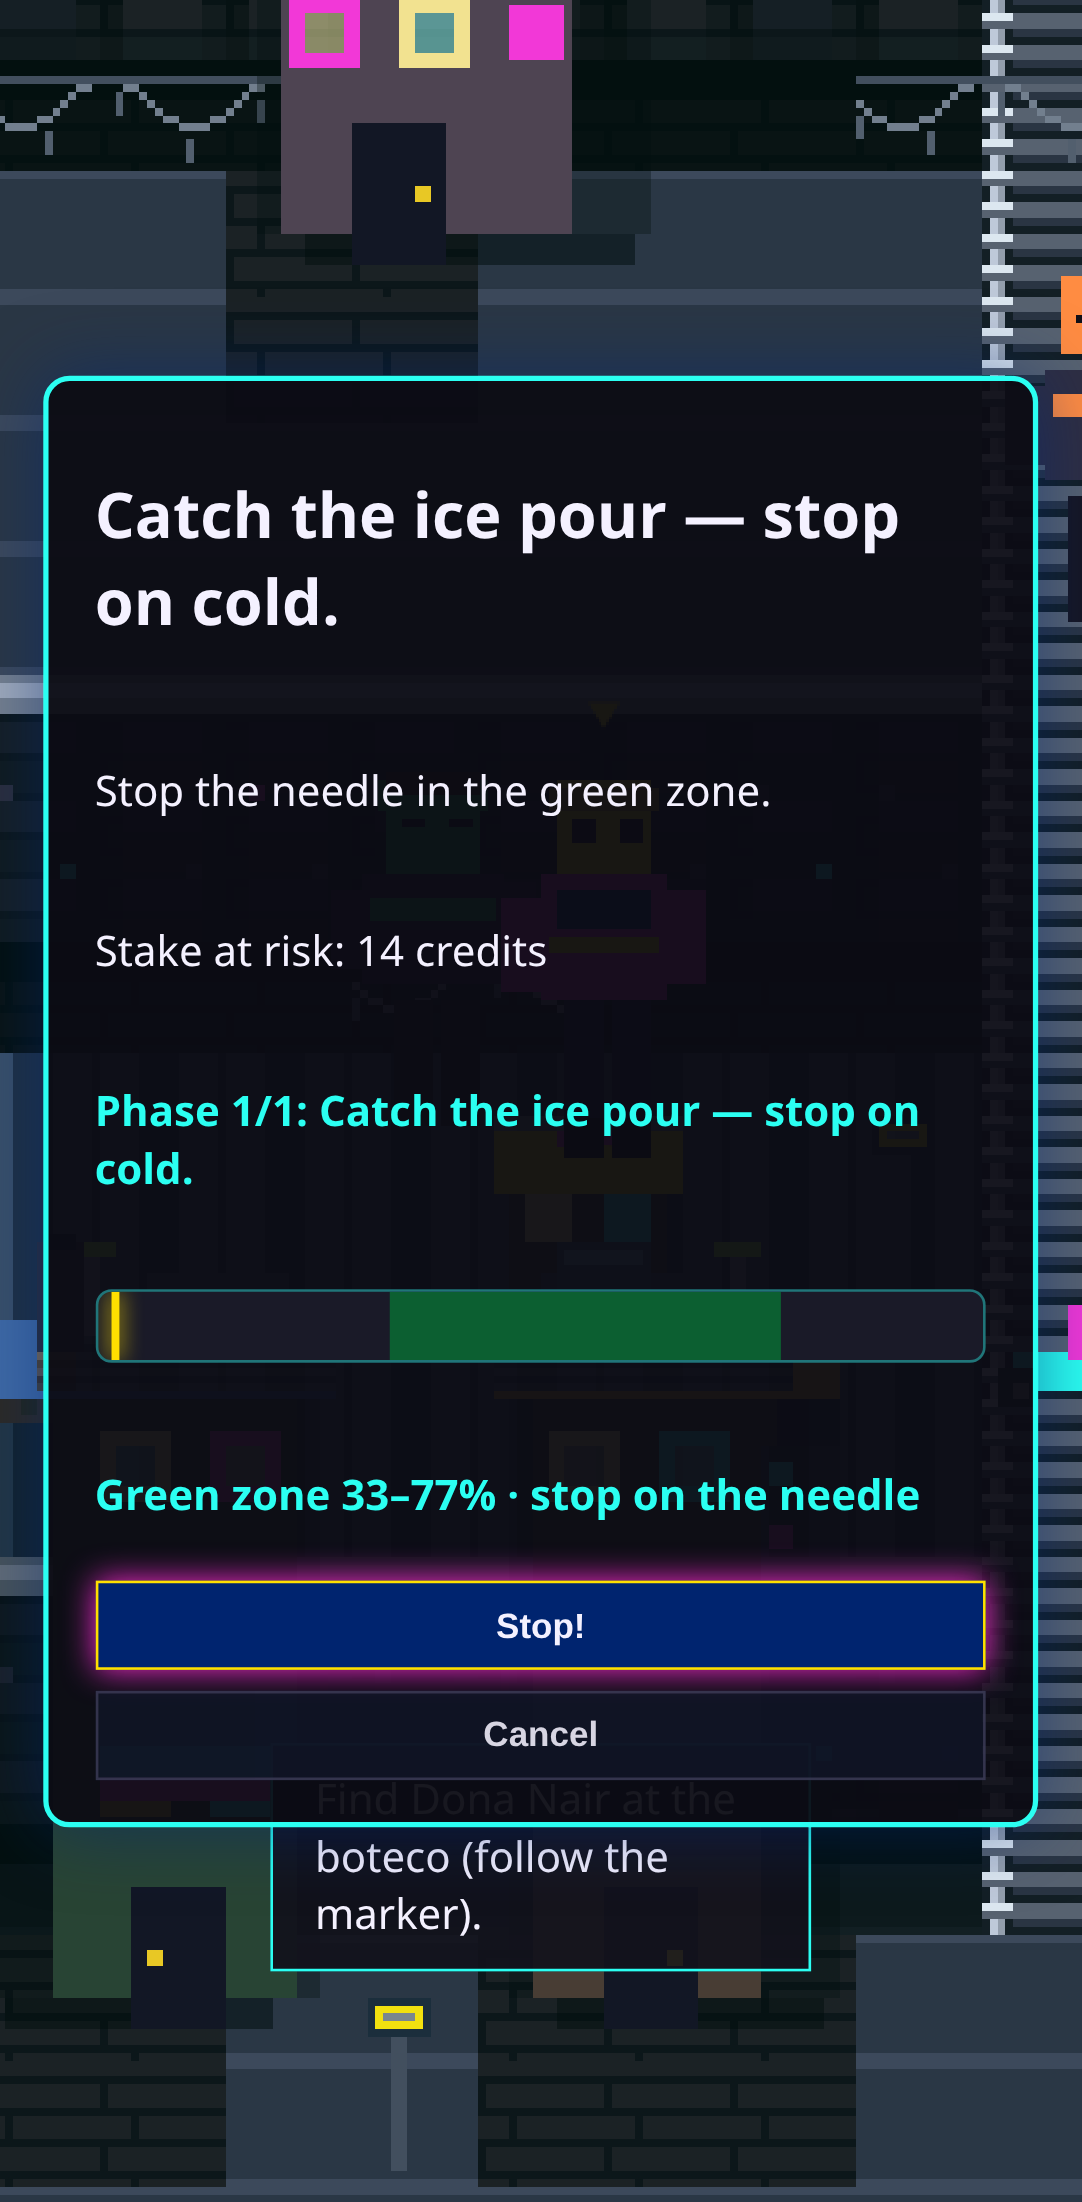 Catch the ice pour — stop
on cold.
Stop the needle in the green zone.
Stake at risk: 14 credits
Phase 1/1: Catch the ice pour — stop on
cold.
Green zone 33–77% · stop on the needle
Stop!
Cancel
Find Dona Nair at the
boteco (follow the
marker).